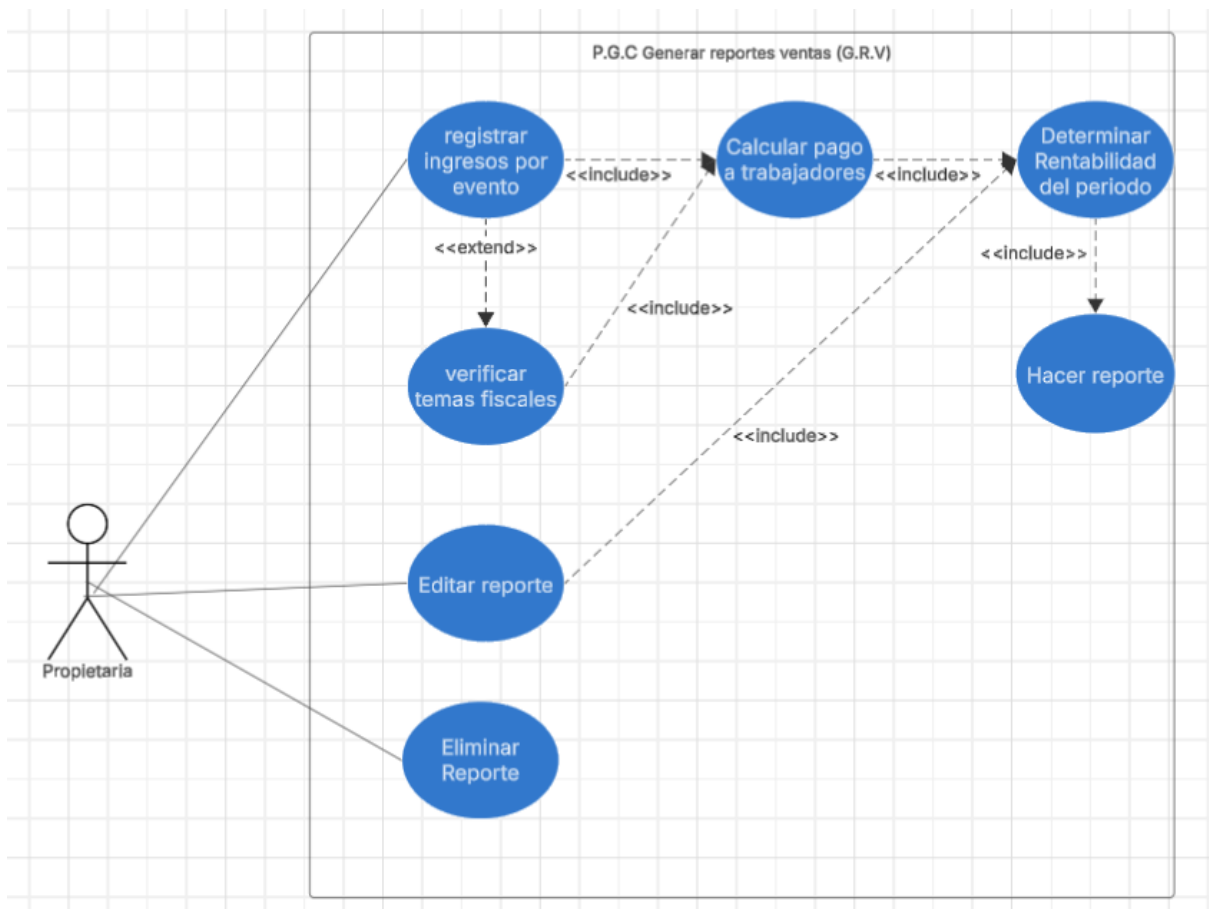 P.G.C Generar reportes ventas (G.R.V)
registrar
ingresos por
evento
<<include>>
Calcular pago
a trabajadores
<<include>>
Determinar
Rentabilidad
del periodo
<<extend>>
<<include>>
<<include>>
verificar
temas fiscales
Hacer reporte
<<include>>
Editar reporte
Propietaria
Eliminar
Reporte